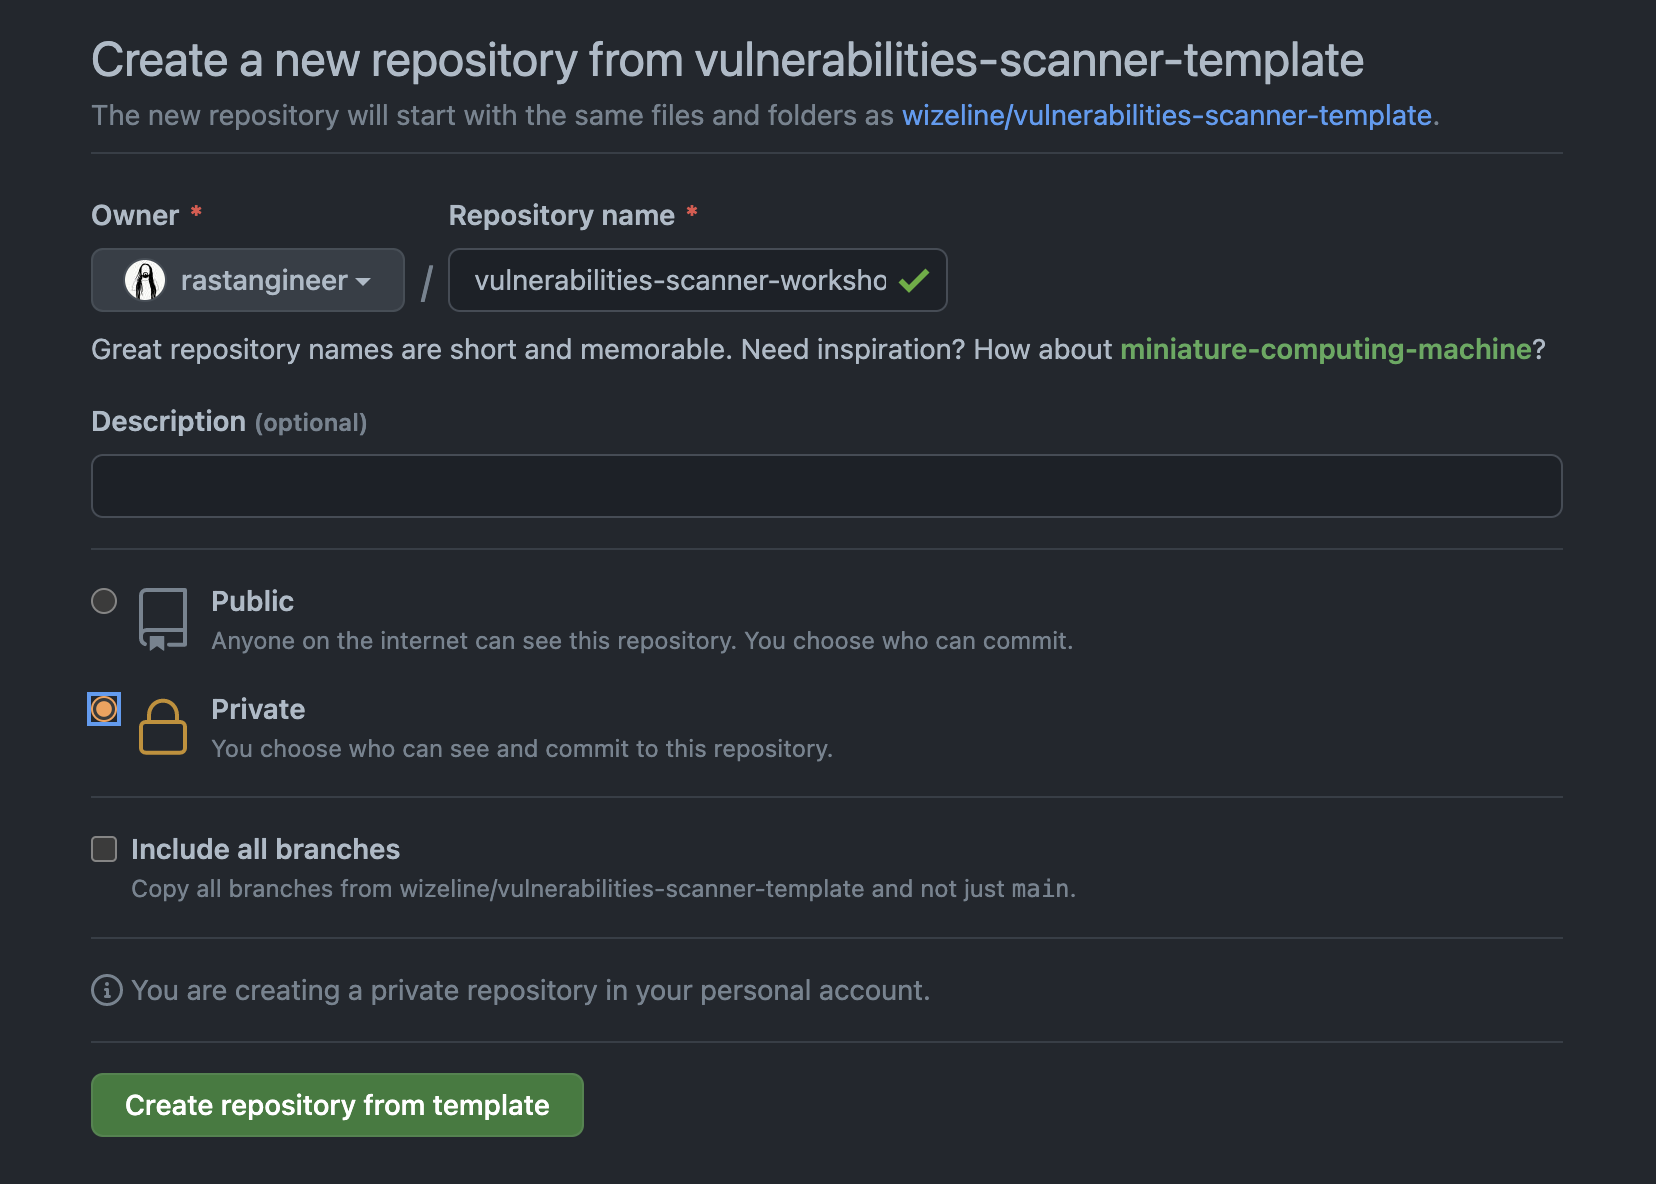 Create a new repository from vulnerabilities-scanner-template
The new repository will start with the same files and folders as wizeline/vulnerabilities-scanner-template.
Owner * Repository name *
rastangineer / vulnerabilities-scanner-worksho
Great repository names are short and memorable. Need inspiration? How about miniature-computing-machine?
Description (optional)
Public
Anyone on the internet can see this repository. You choose who can commit.
Private
You choose who can see and commit to this repository.
Include all branches
Copy all branches from wizeline/vulnerabilities-scanner-template and not just main.
You are creating a private repository in your personal account.
Create repository from template